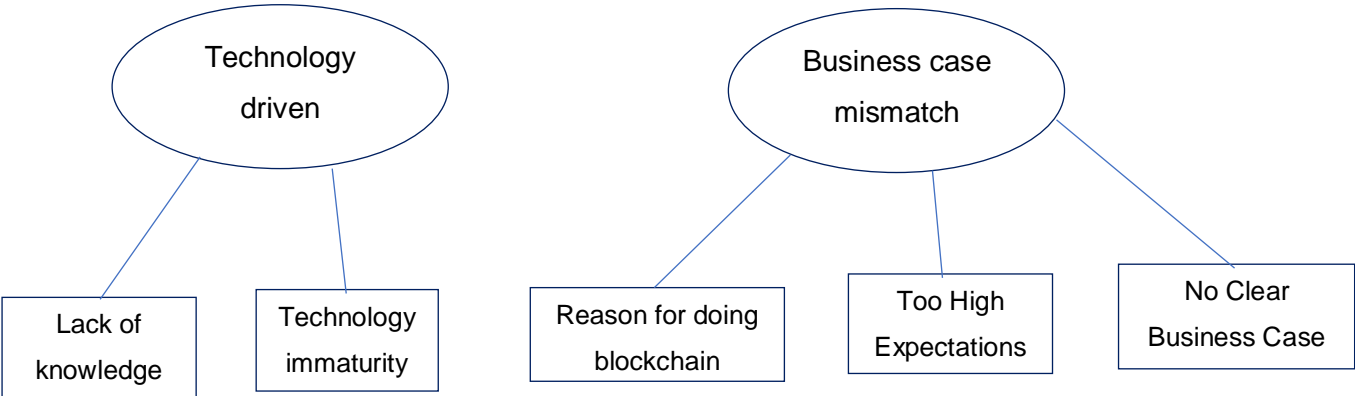 Technology
driven
Business case
mismatch
Lack of
knowledge
Technology
immaturity
Reason for doing
blockchain
Too High
Expectations
No Clear
Business Case